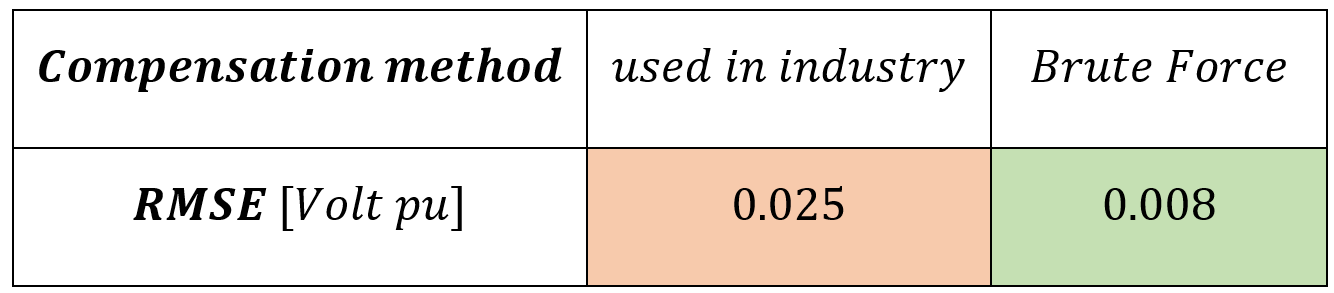 Compensation method used in industry Brute Force
RMSE [Volt pu] 0.025 0.008